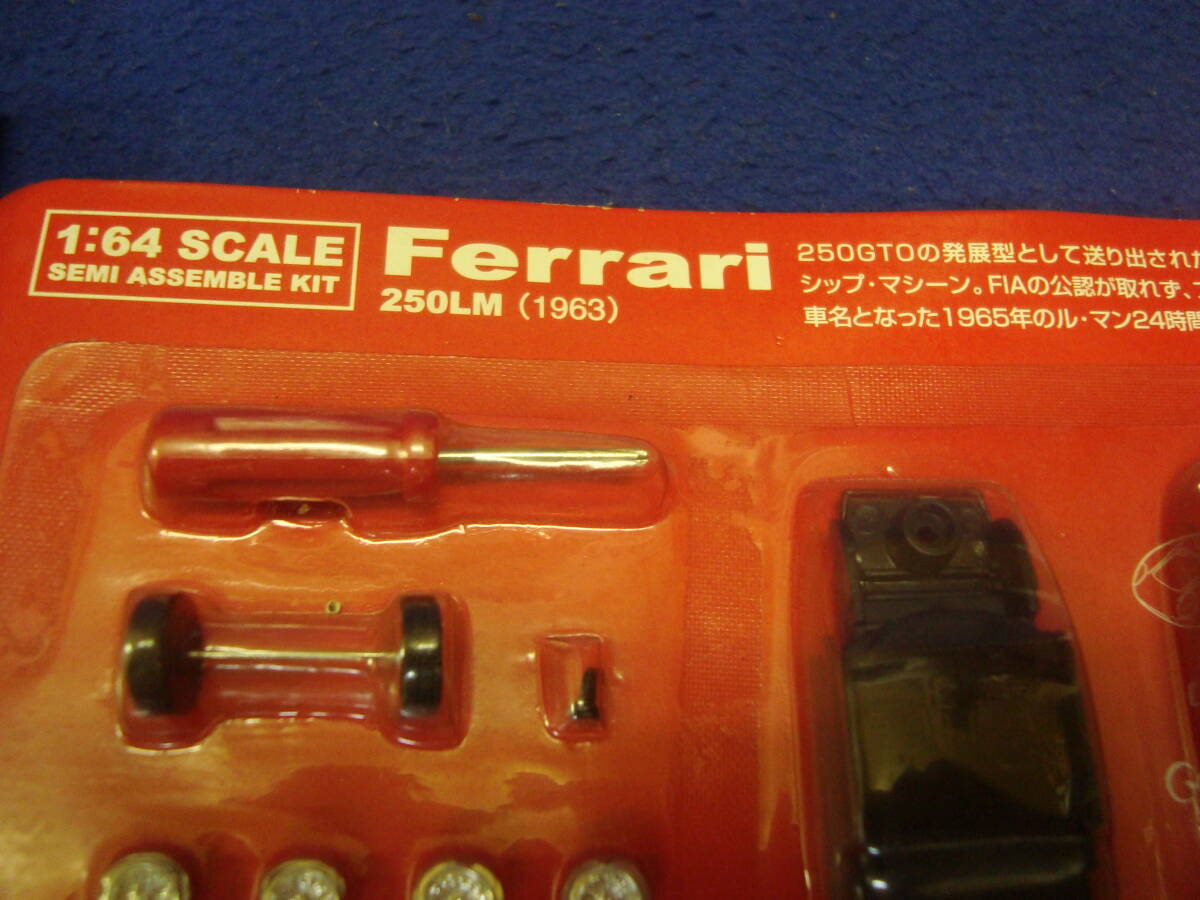 1:64 SCALE
SEMI ASSEMBLE KIT
Ferrari
250LM (1963)
250GTOの発展型として送り出された
シップ・マシーン。FIAの公認が取れず、
車名となった1965年のル・マン24時間
G